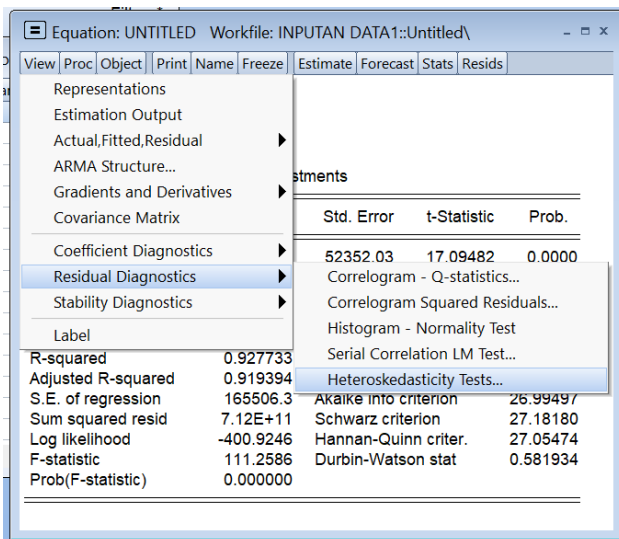 Equation: UNTITLED Workfile: INPUTAN DATA1::Untitled\
View Proc Object Print Name Freeze Estimate Forecast Stats Resids
Representations
Estimation Output
Actual,Fitted,Residual
ARMA Structure...
Gradients and Derivatives
Covariance Matrix
Coefficient Diagnostics
Residual Diagnostics
Stability Diagnostics
Label
stments
Std. Error t-Statistic Prob.
52352.03 17.09482 0.0000
Correlogram - Q-statistics...
Correlogram Squared Residuals...
Histogram - Normality Test
Serial Correlation LM Test...
Heteroskedasticity Tests...
R-squared 0.927733
Adjusted R-squared 0.919394
S.E. of regression 165506.3 Akaike info criterion 26.99497
Sum squared resid 7.12E+11 Schwarz criterion 27.18180
Log likelihood -400.9246 Hannan-Quinn criter. 27.05474
F-statistic 111.2586 Durbin-Watson stat 0.581934
Prob(F-statistic) 0.000000